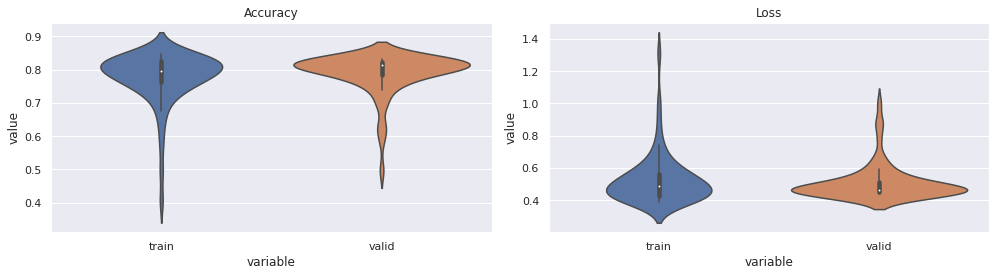 Accuracy
value
0.9
0.8
0.7
0.6
0.5
0.4
train
valid
variable
Loss
value
1.4
1.2
1.0
0.8
0.6
0.4
train
valid
variable